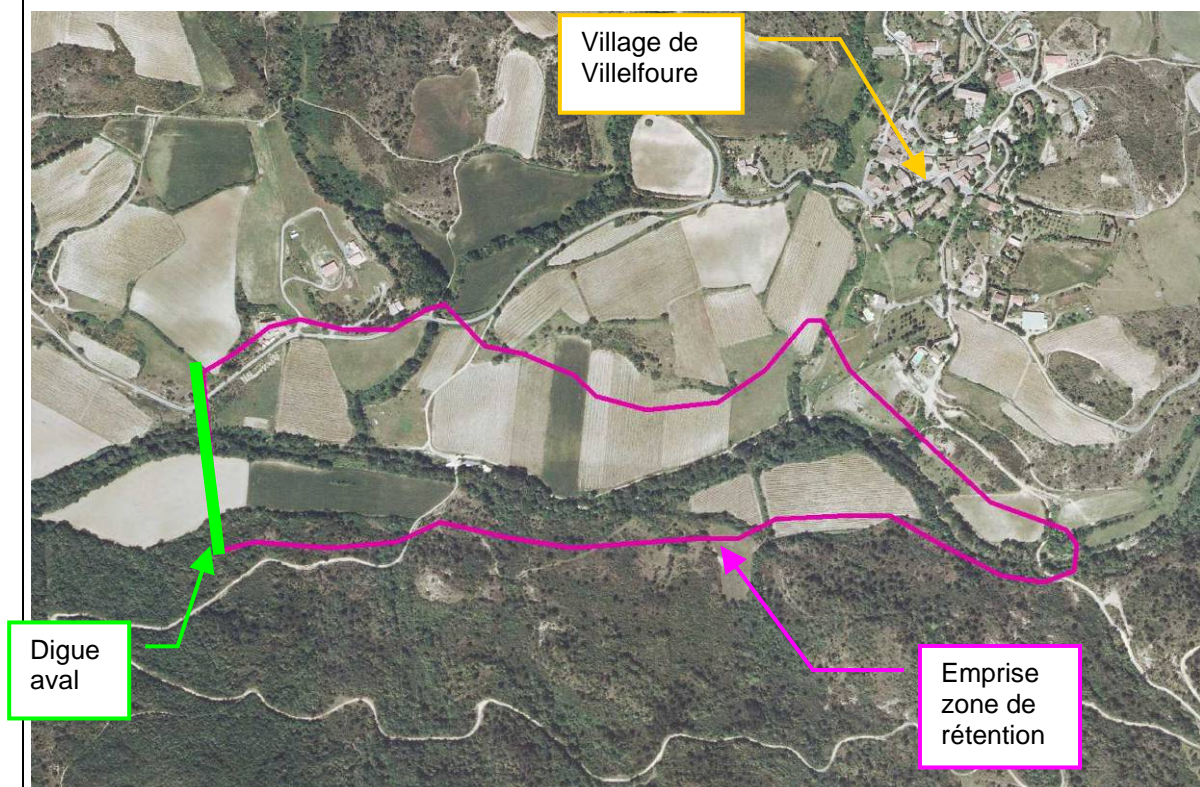 Village de
Villelfoure
Digue
aval
Emprise
zone de
rétention